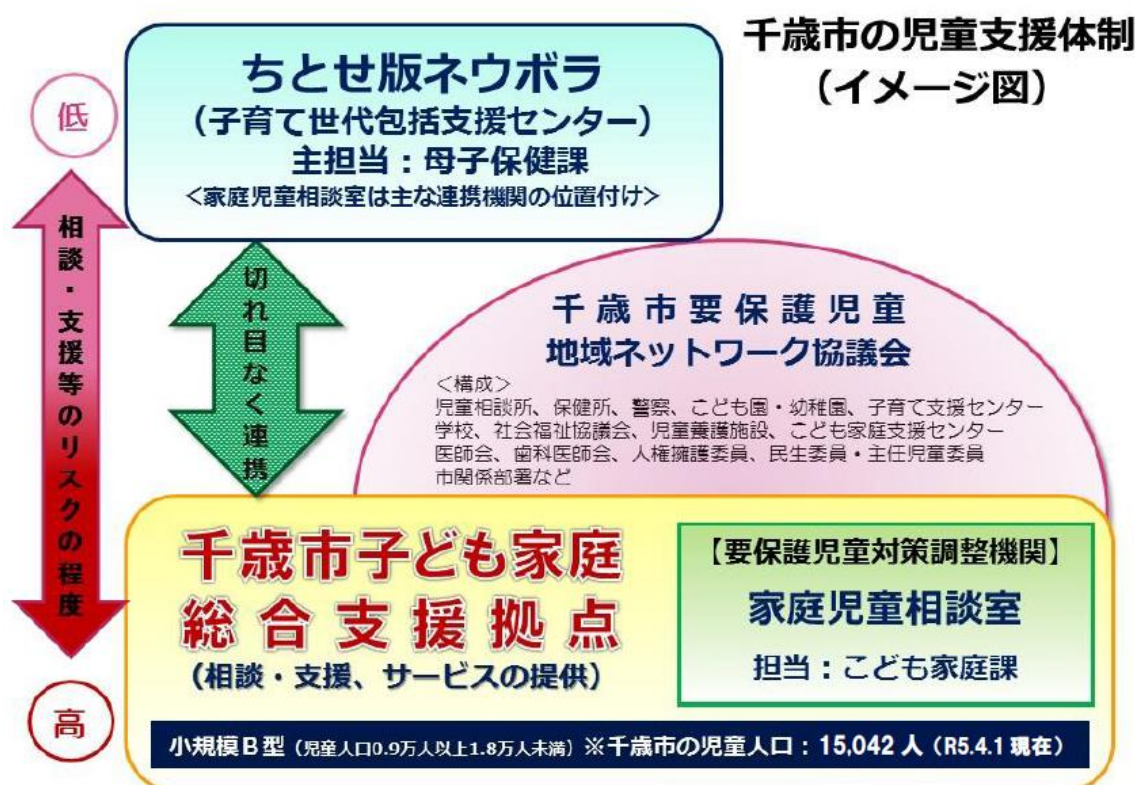 千歳市の児童支援体制
（イメージ図）
ちとせ版ネウボラ
（子育て世代包括支援センター）
主担当：母子保健課
＜家庭児童相談室は主な連携機関の位置付け＞
低
相談・支援等のリスクの程度
高
切れ目なく連携
千歳市要保護児童
地域ネットワーク協議会
＜構成＞
児童相談所、保健所、警察、こども園・幼稚園、子育て支援センター
学校、社会福祉協議会、児童養護施設、こども家庭支援センター
医師会、歯科医師会、人権擁護委員、民生委員・主任児童委員
市関係部署など
千歳市子ども家庭
総合支援拠点
（相談・支援、サービスの提供）
【要保護児童対策調整機関】
家庭児童相談室
担当：こども家庭課
小規模Ｂ型（児童人口0.9万人以上1.8万人未満）※千歳市の児童人口：15,042人（R5.4.1現在）